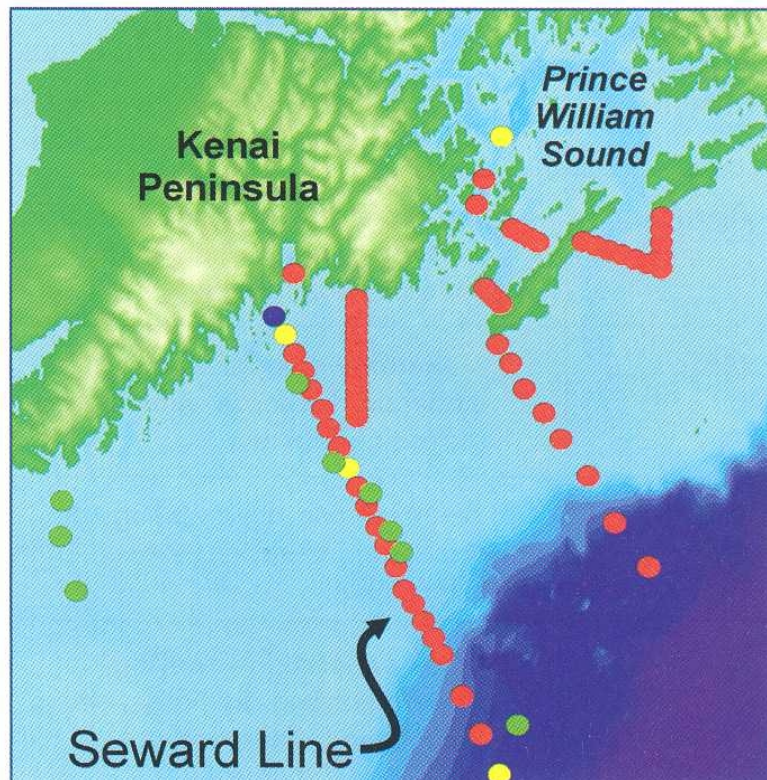 Prince
William
Sound
Kenai
Peninsula
Seward Line